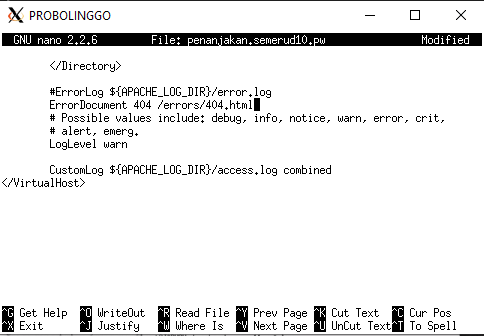 PROBOLINGGO
GNU nano 2.2.6 File: penanjakan.semerud10.pw Modified
</Directory>
#ErrorLog ${APACHE_LOG_DIR}/error.log
ErrorDocument 404 /errors/404.html
# Possible values include: debug, info, notice, warn, error, crit,
# alert, emerg.
LogLevel warn
CustomLog ${APACHE_LOG_DIR}/access.log combined
</VirtualHost>
^G Get Help ^O WriteOut ^R Read File ^Y Prev Page ^K Cut Text ^C Cur Pos
^X Exit ^J Justify ^W Where Is ^V Next Page ^U UnCut Text ^T To Spell